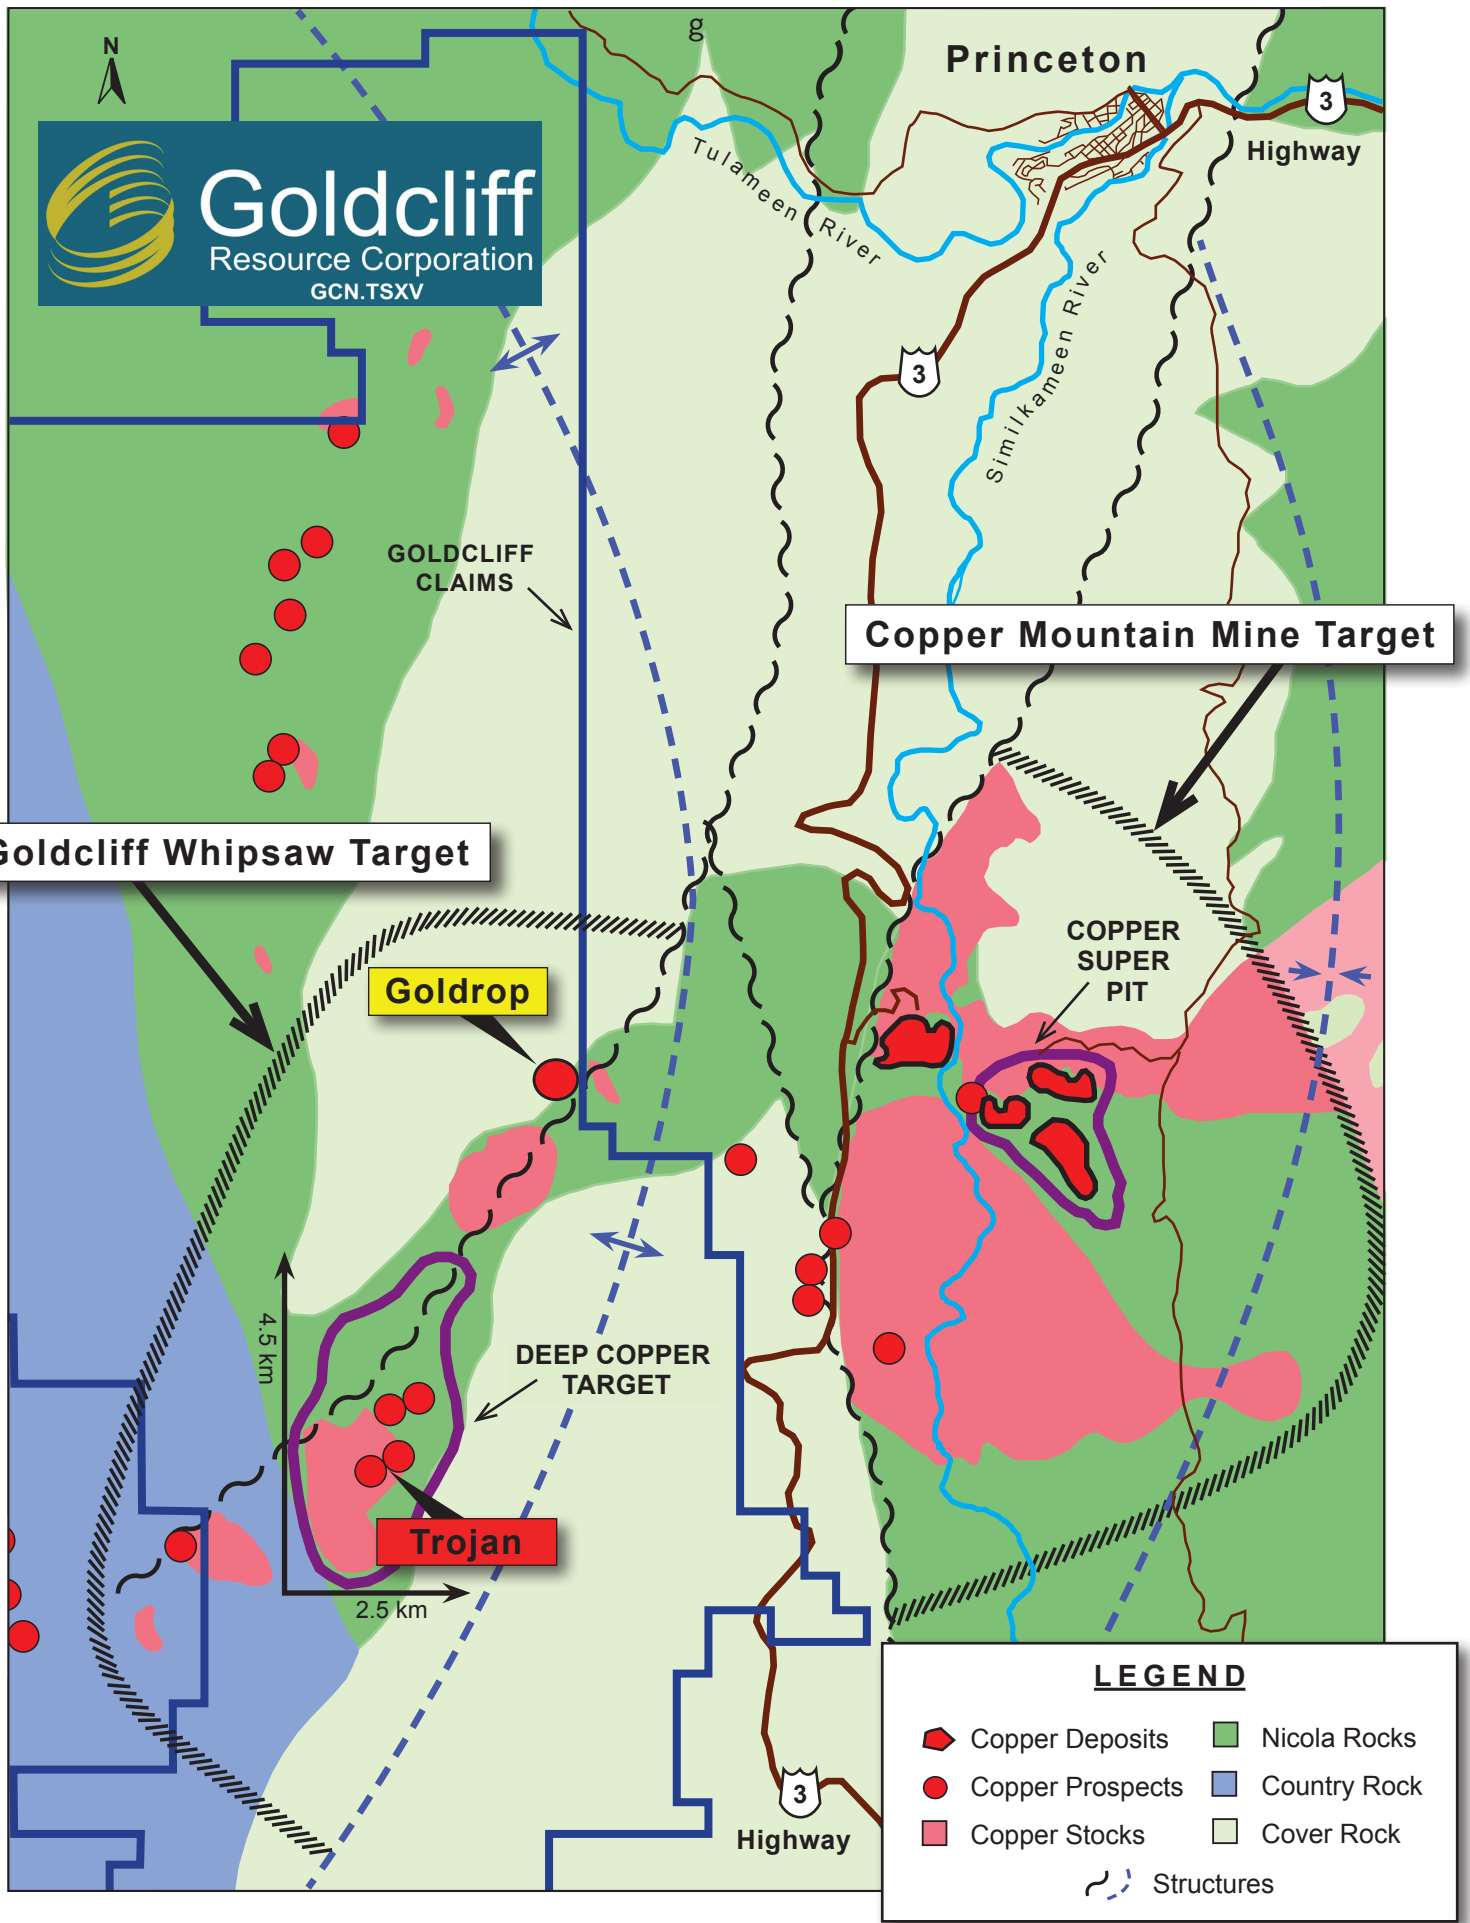 g
Princeton
N
3
Highway
Goldcliff
Resource Corporation
GCN.TSXV
Tulameen River
Similkameen River
3
GOLDCLIFF
CLAIMS
Copper Mountain Mine Target
Goldcliff Whipsaw Target
COPPER
SUPER
PIT
Goldrop
4.5 km
DEEP COPPER
TARGET
Trojan
2.5 km
3
Highway
LEGEND
Copper Deposits
Nicola Rocks
Copper Prospects
Country Rock
Copper Stocks
Cover Rock
Structures